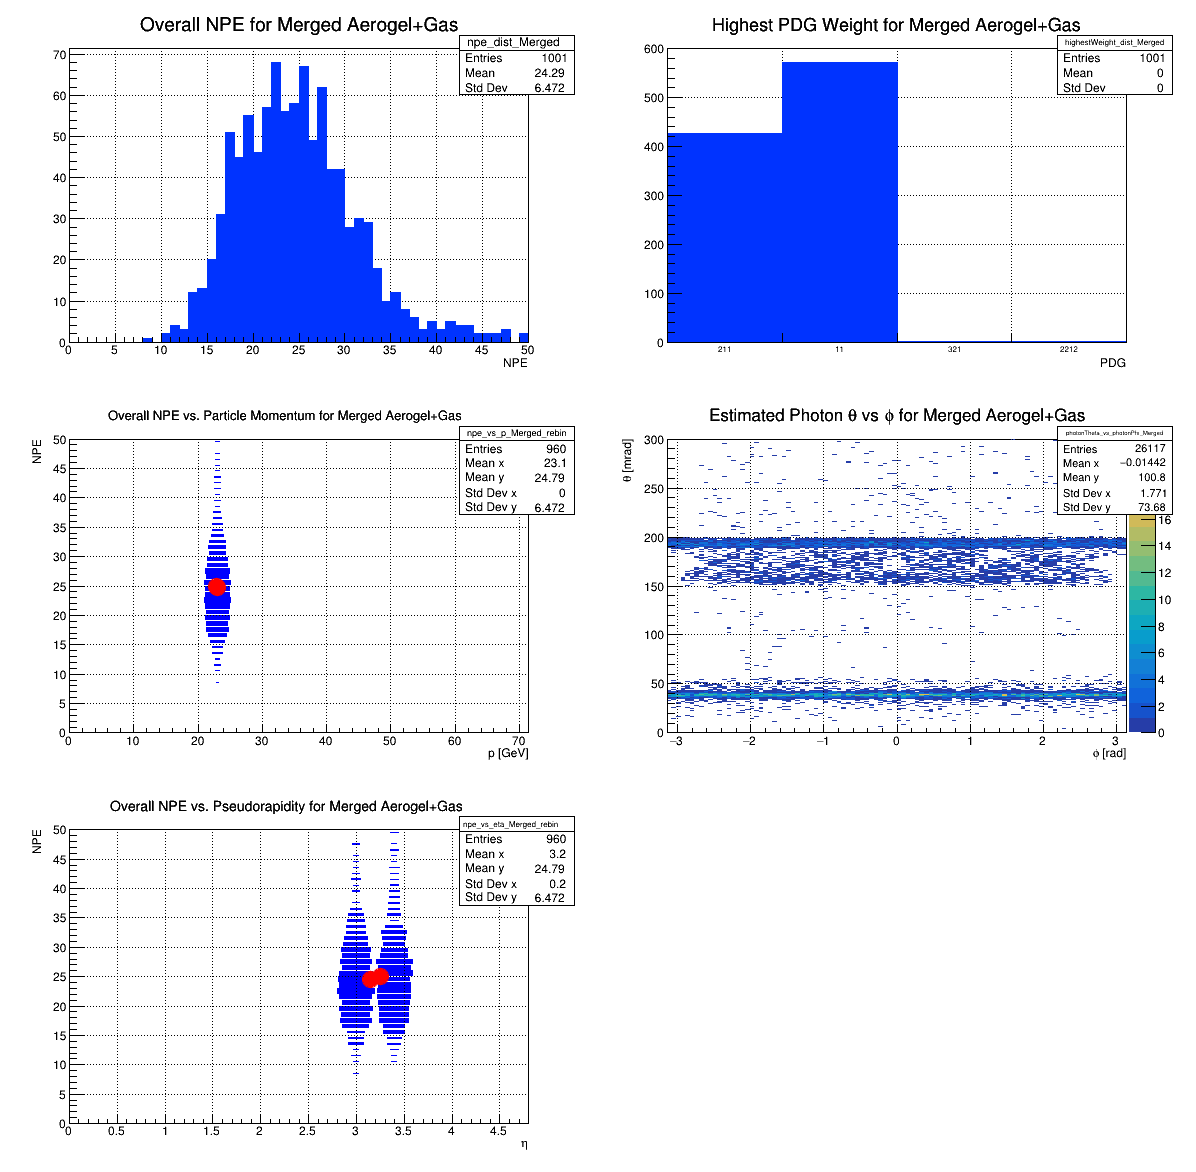 Overall NPE for Merged Aerogel+Gas
npe_dist_Merged
Entries 1001
Mean 24.29
Std Dev 6.472
70
60
50
40
30
20
10
0
0 5 10 15 20 25 30 35 40 45 50
NPE
Highest PDG Weight for Merged Aerogel+Gas
highestWeight_dist_Merged
Entries 1001
Mean 0
Std Dev 0
600
500
400
300
200
100
0
211 11 321 2212
PDG
Overall NPE vs. Particle Momentum for Merged Aerogel+Gas
npe_vs_p_Merged_rebin
Entries 960
Mean x 23.1
Mean y 24.79
Std Dev x 0
Std Dev y 6.472
NPE
50
45
40
35
30
25
20
15
10
5
0
0 10 20 30 40 50 60 70
p [GeV]
Estimated Photon θ vs ϕ for Merged Aerogel+Gas
photonTheta_vs_photonPhi_Merged
Entries 26117
Mean x −0.01442
Mean y 100.8
Std Dev x 1.771
Std Dev y 73.68
θ [mrad]
300
250
200
150
100
50
0
−3 −2 −1 0 1 2 3
ϕ [rad]
16
14
12
10
8
6
4
2
0
Overall NPE vs. Pseudorapidity for Merged Aerogel+Gas
npe_vs_eta_Merged_rebin
Entries 960
Mean x 3.2
Mean y 24.79
Std Dev x 0.2
Std Dev y 6.472
NPE
50
45
40
35
30
25
20
15
10
5
0
0 0.5 1 1.5 2 2.5 3 3.5 4 4.5
η